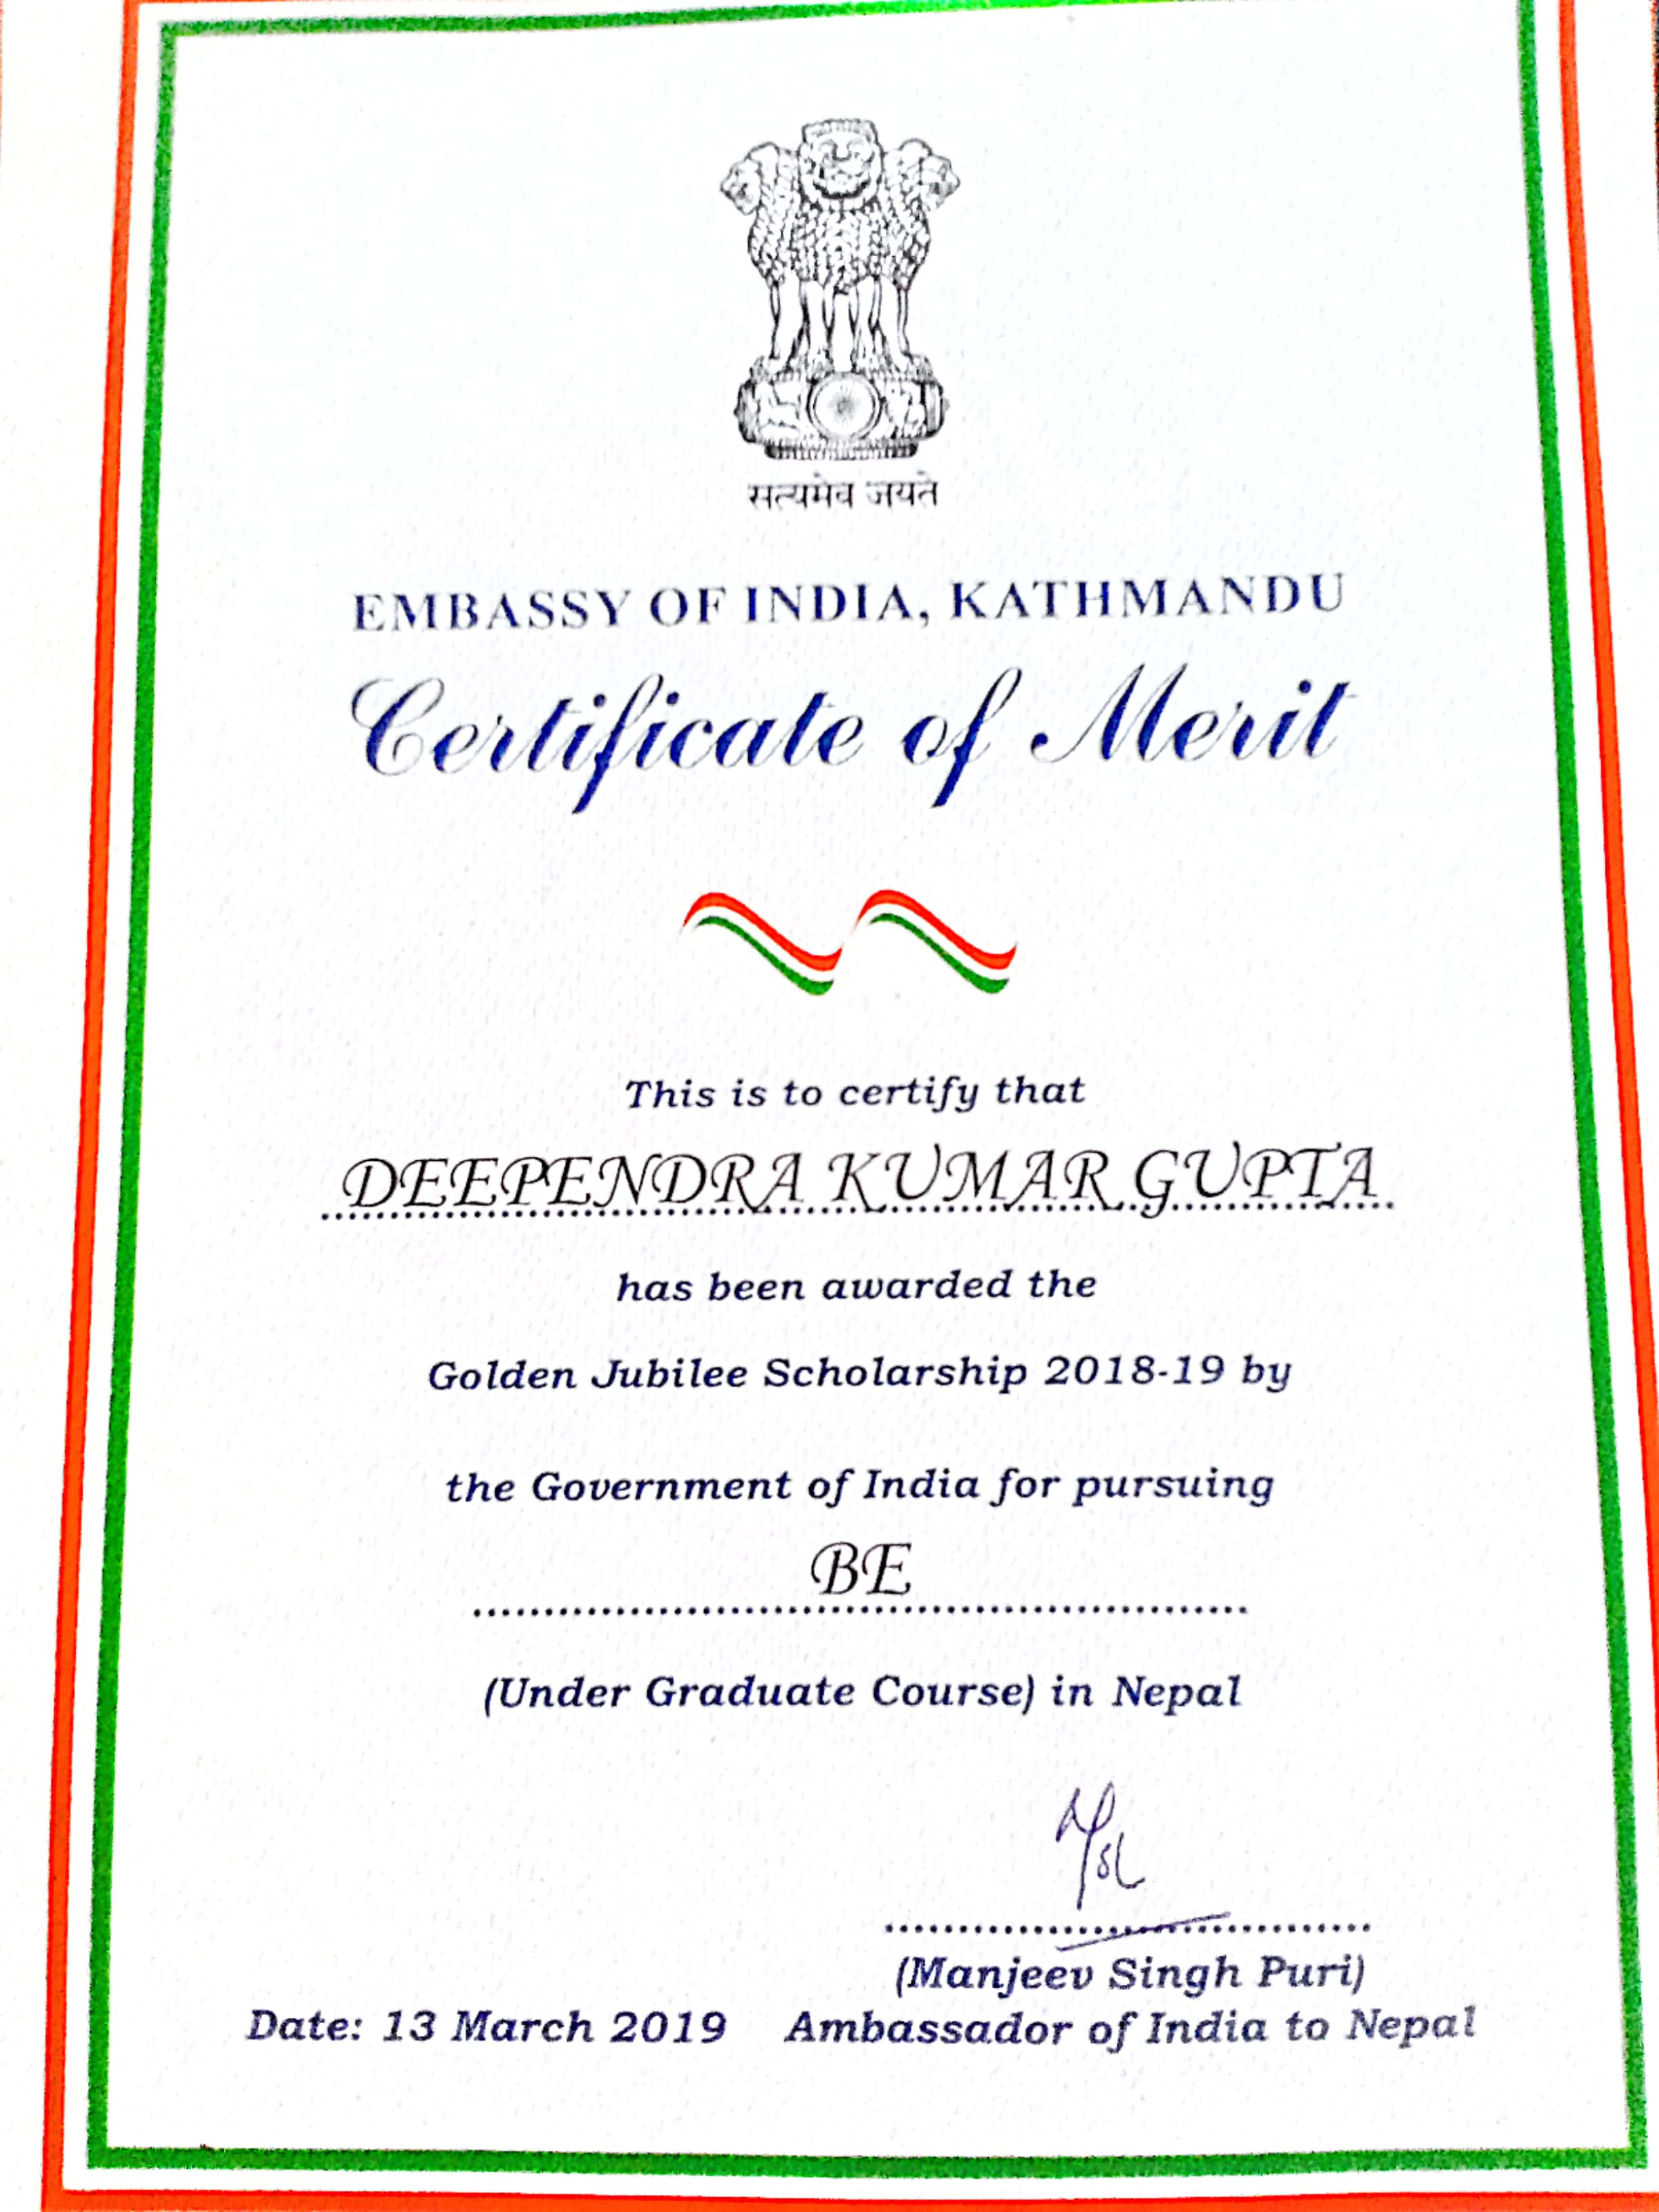 सत्यमेव जयते
EMBASSY OF INDIA, KATHMANDU
Certificate of Merit
This is to certify that
DEEPENDRA KUMAR GUPTA
has been awarded the
Golden Jubilee Scholarship 2018-19 by
the Government of India for pursuing
BE
(Under Graduate Course) in Nepal
(Manjeev Singh Puri)
Date: 13 March 2019 Ambassador of India to Nepal